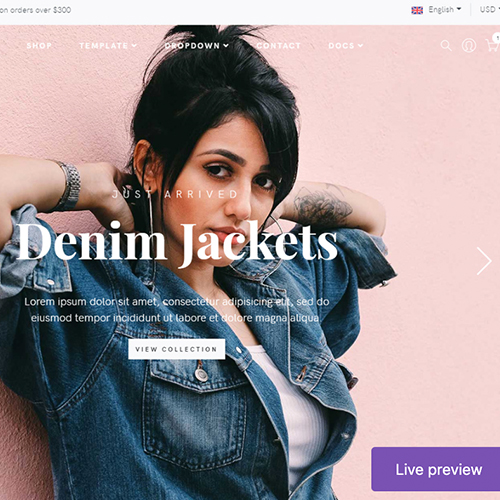 on orders over $300
English
USD
SHOP
TEMPLATE
DROPDOWN
CONTACT
DOCS
JUST ARRIVED
Denim Jackets
Lorem ipsum dolor sit amet, consectetur adipisicing elit, sed do
eiusmod tempor incididunt ut labore et dolore magna aliqua.
VIEW COLLECTION
Live preview